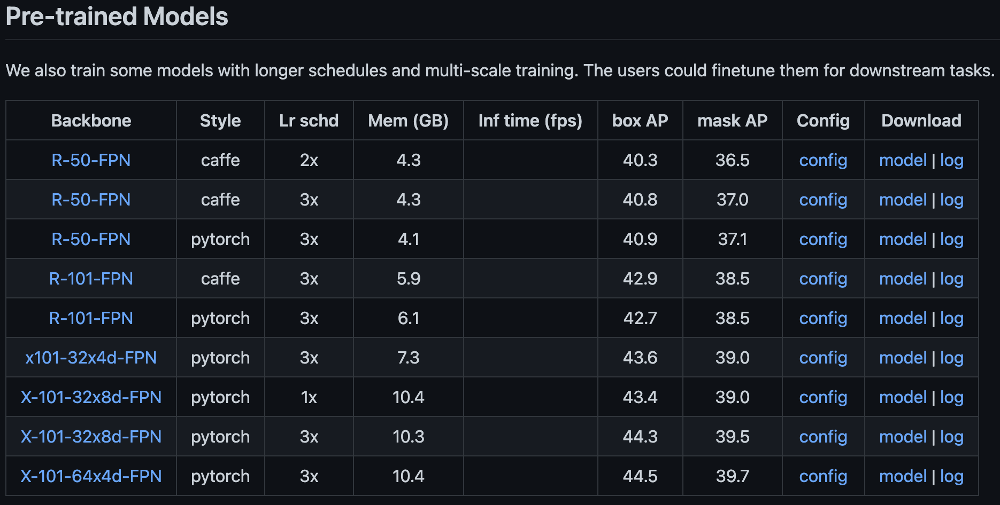 Pre-trained Models
We also train some models with longer schedules and multi-scale training. The users could finetune them for downstream tasks.
Backbone Style Lr schd Mem (GB) Inf time (fps) box AP mask AP Config Download
R-50-FPN caffe 2x 4.3 40.3 36.5 config model | log
R-50-FPN caffe 3x 4.3 40.8 37.0 config model | log
R-50-FPN pytorch 3x 4.1 40.9 37.1 config model | log
R-101-FPN caffe 3x 5.9 42.9 38.5 config model | log
R-101-FPN pytorch 3x 6.1 42.7 38.5 config model | log
x101-32x4d-FPN pytorch 3x 7.3 43.6 39.0 config model | log
X-101-32x8d-FPN pytorch 1x 10.4 43.4 39.0 config model | log
X-101-32x8d-FPN pytorch 3x 10.3 44.3 39.5 config model | log
X-101-64x4d-FPN pytorch 3x 10.4 44.5 39.7 config model | log